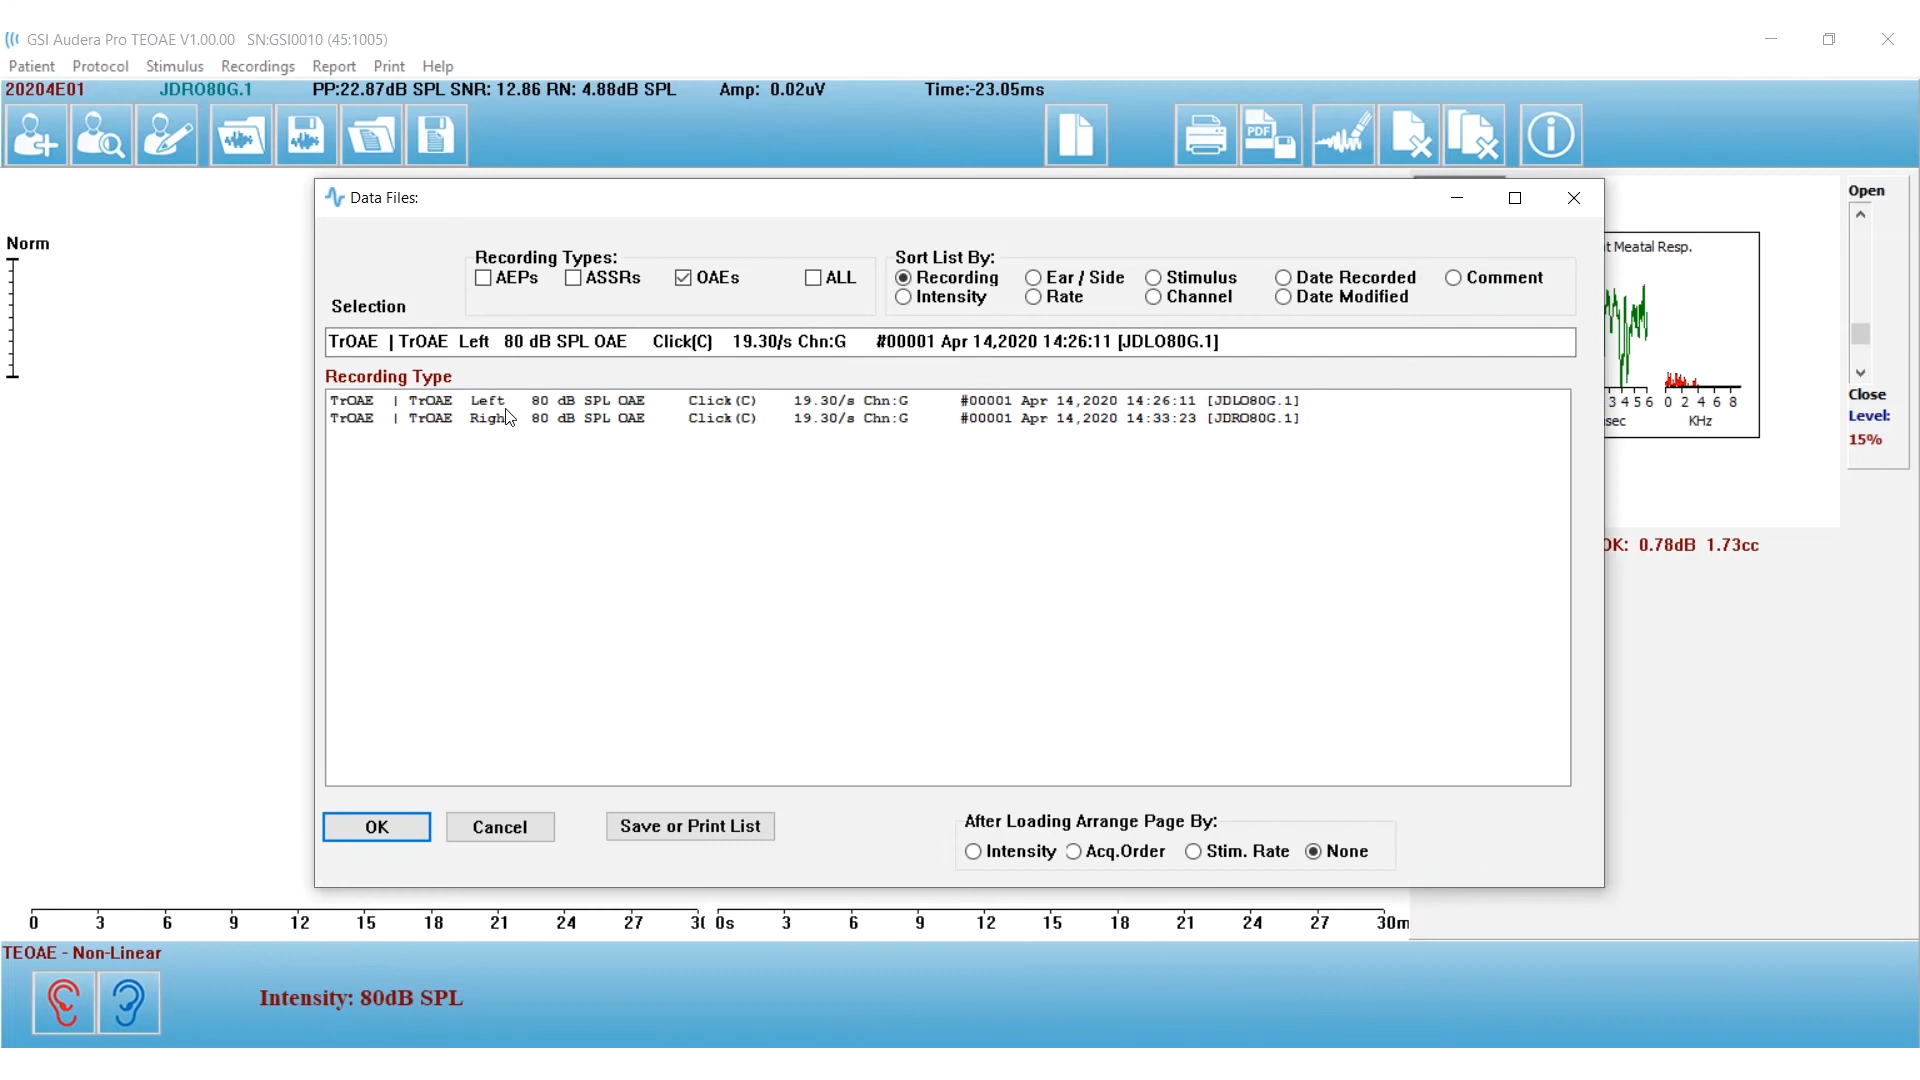 GSI Audera Pro TEOAE V1.00.00   SN:GSI0010 (45:1005)
Patient   Protocol   Stimulus   Recordings   Report   Print   Help
20204E01   JDRO80G.1   PP:22.87dB SPL SNR: 12.86 RN: 4.88dB SPL   Amp: 0.02uV   Time:-23.05ms
PDF
Data Files:
Open
Norm
t Meatal Resp.
Recording Types:   Sort List By:
AEPs   ASSRs   OAEs   ALL   Recording   Ear / Side   Stimulus   Date Recorded   Comment
Intensity   Rate   Channel   Date Modified
Selection
TrOAE | TrOAE Left 80 dB SPL OAE Click(C) 19.30/s Chn:G #00001 Apr 14,2020 14:26:11 [JDLO80G.1]
Recording Type
TrOAE | TrOAE Left 80 dB SPL OAE Click(C) 19.30/s Chn:G #00001 Apr 14,2020 14:26:11 [JDLO80G.1]
TrOAE | TrOAE Righ 80 dB SPL OAE Click(C) 19.30/s Chn:G #00001 Apr 14,2020 14:33:23 [JDRO80G.1]
Close
3 4 5 6   0 2 4 6 8
Level:
sec   KHz
15%
OK: 0.78dB 1.73cc
After Loading Arrange Page By:
OK   Cancel   Save or Print List
Intensity   Acq.Order   Stim. Rate   None
0 3 6 9 12 15 18 21 24 27 30   0s 3 6 9 12 15 18 21 24 27 30m
TEOAE - Non-Linear
Intensity: 80dB SPL